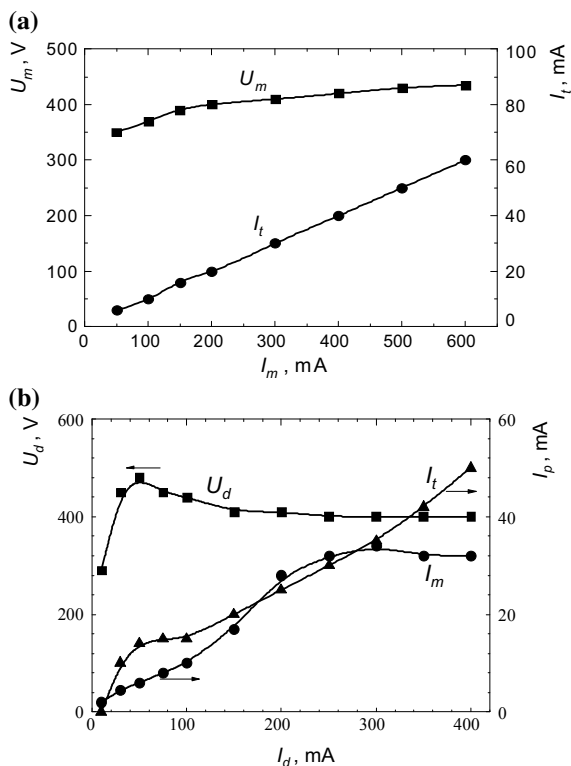 (a)
U_m, V
500
400
300
200
100
0
U_m
I_t
100
80
60
40
20
0
I_t, mA
0 100 200 300 400 500 600
I_m, mA
(b)
U_d, V
600
400
200
0
U_d
I_t
I_m
60
40
20
0
I_p, mA
0 100 200 300 400
I_d, mA